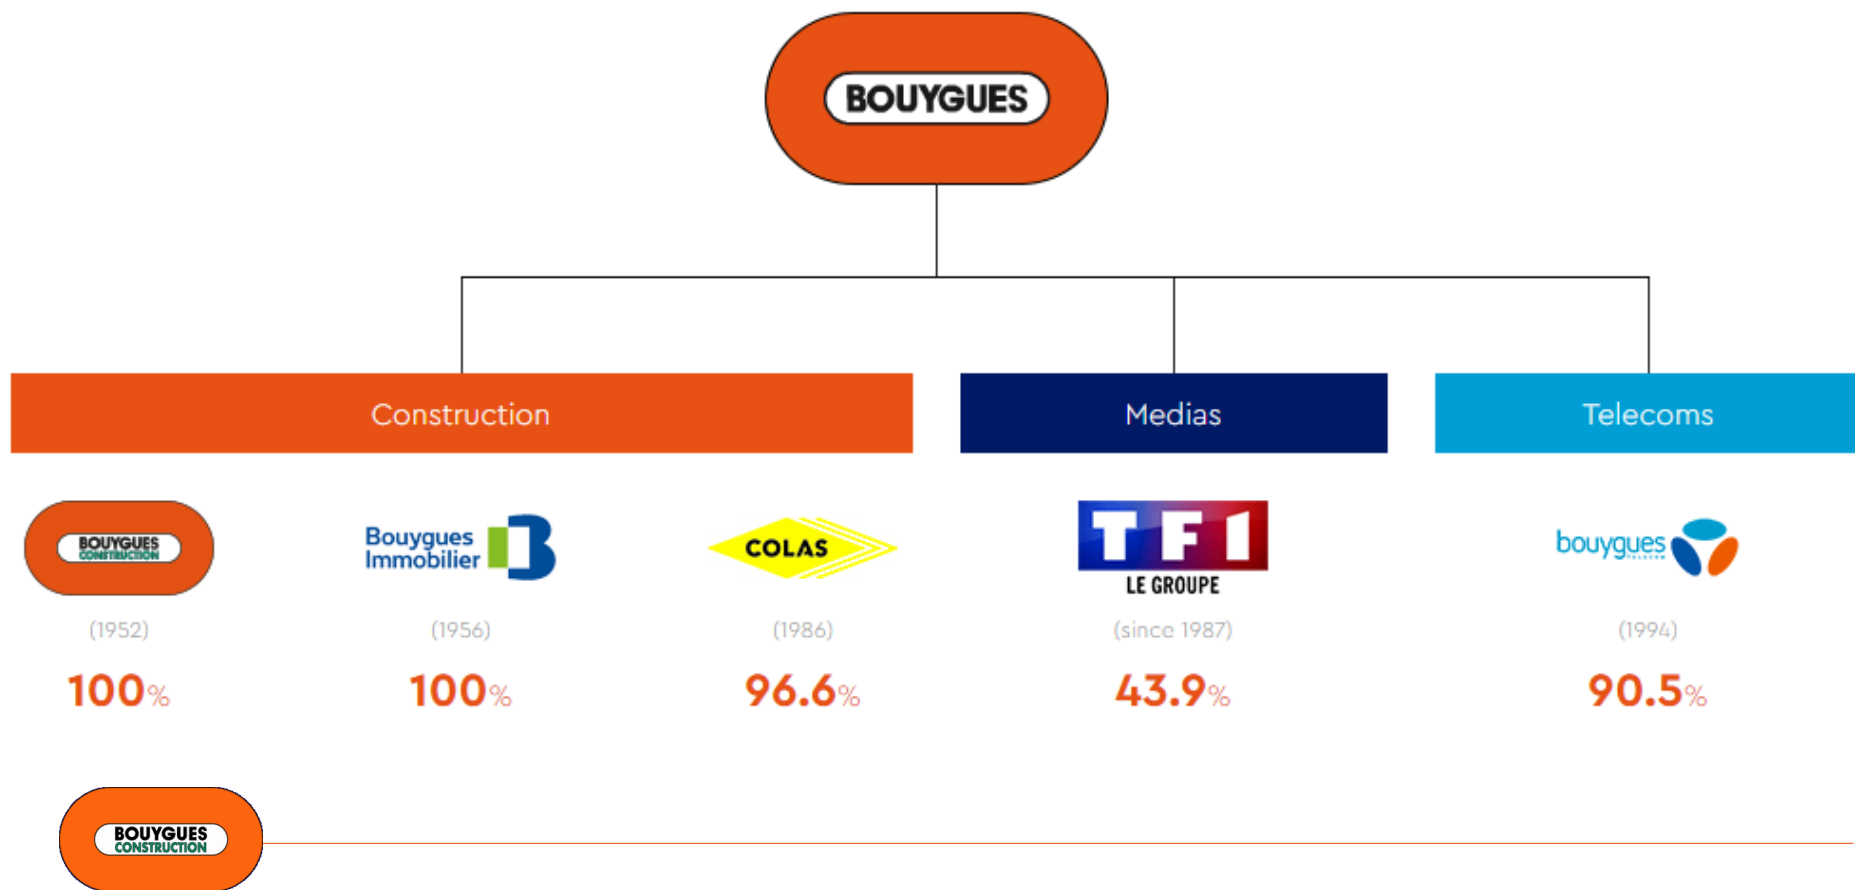 BOUYGUES
Construction
Medias
Telecoms
BOUYGUES
CONSTRUCTION
Bouygues
Immobilier
COLAS
TF1
LE GROUPE
bouygues
TELECOM
(1952)
(1956)
(1986)
(since 1987)
(1994)
100%
100%
96.6%
43.9%
90.5%
BOUYGUES
CONSTRUCTION